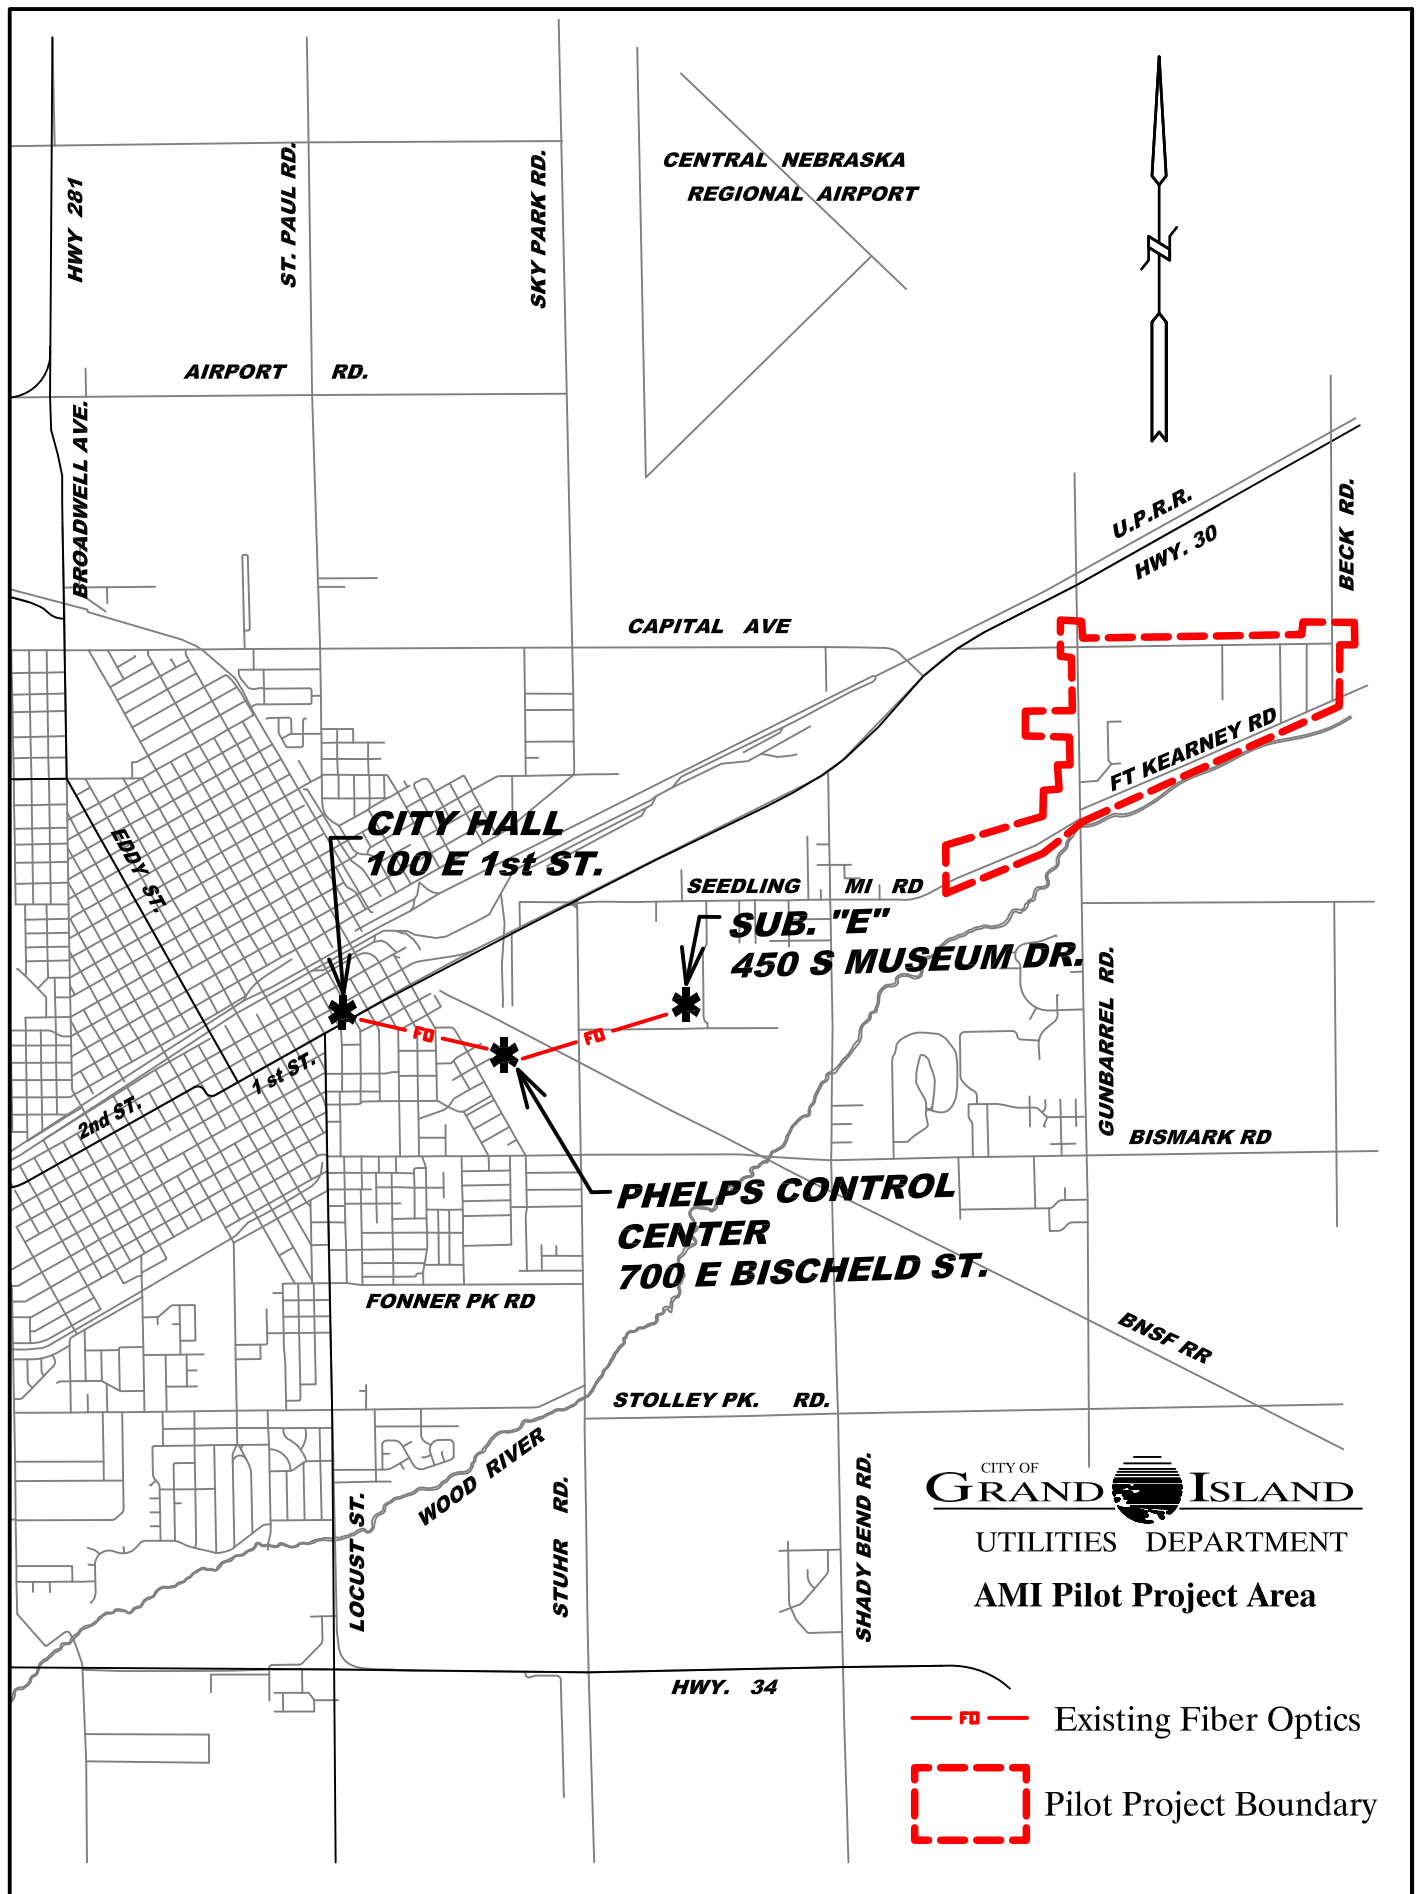 CENTRAL NEBRASKA
REGIONAL AIRPORT
HWY 281
ST. PAUL RD.
SKY PARK RD.
AIRPORT RD.
BROADWELL AVE.
U.P.R.R.
HWY. 30
BECK RD.
CAPITAL AVE
FT KEARNEY RD
EDDY ST.
CITY HALL
100 E 1st ST.
SEEDLING MI RD
SUB. "E"
450 S MUSEUM DR.
GUNBARREL RD.
FO
FO
1 st ST.
2nd ST.
BISMARK RD
PHELPS CONTROL
CENTER
700 E BISCHELD ST.
FONNER PK RD
BNSF RR
STOLLEY PK. RD.
WOOD RIVER
LOCUST ST.
STUHR RD.
SHADY BEND RD.
HWY. 34
CITY OF
GRAND ISLAND
UTILITIES DEPARTMENT
AMI Pilot Project Area
FO Existing Fiber Optics
Pilot Project Boundary